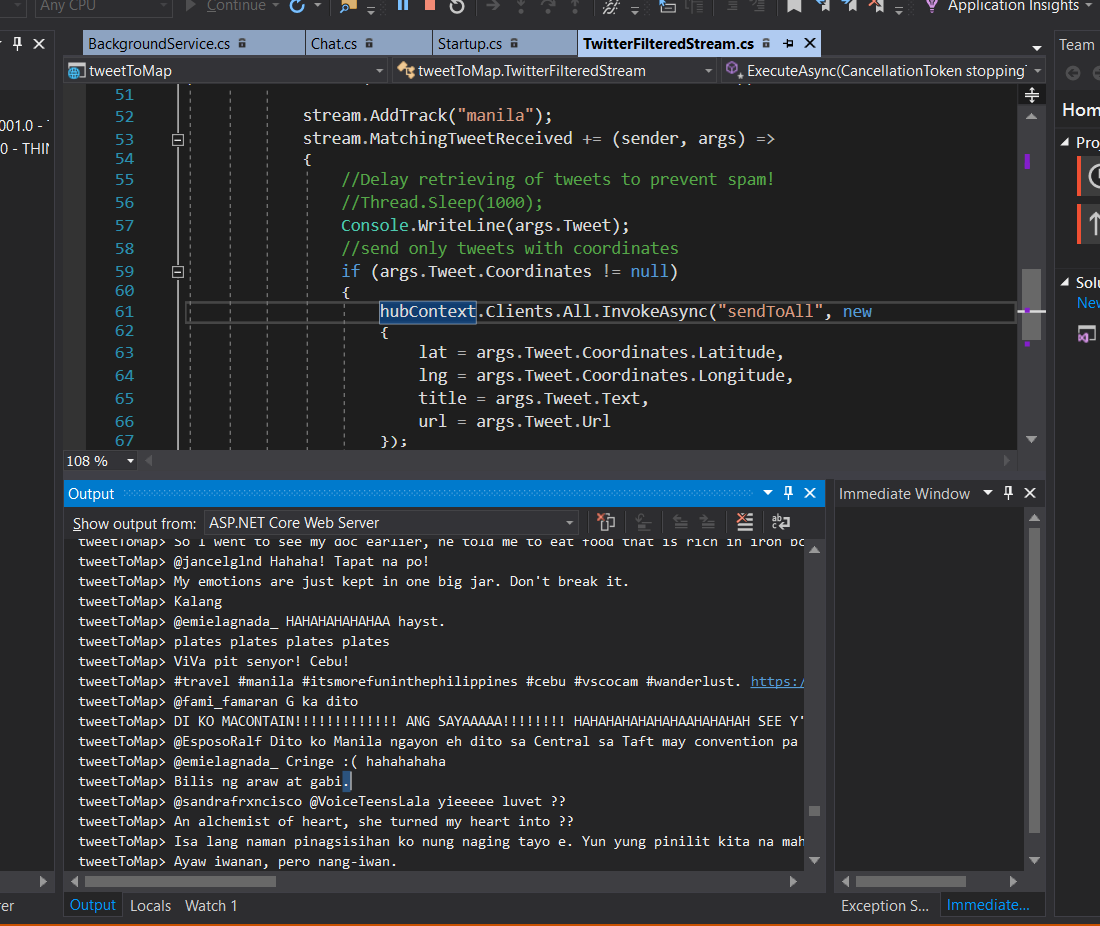 Any CPU
Continue
Application Insights
BackgroundService.cs
Chat.cs
Startup.cs
TwitterFilteredStream.cs
Team
tweetToMap
tweetToMap.TwitterFilteredStream
ExecuteAsync(CancellationToken stopping
001.0 -
0 - THIN
Hom
Proj
Solu
New
51
52 stream.AddTrack("manila");
53 stream.MatchingTweetReceived += (sender, args) =>
54 {
55 //Delay retrieving of tweets to prevent spam!
56 //Thread.Sleep(1000);
57 Console.WriteLine(args.Tweet);
58 //send only tweets with coordinates
59 if (args.Tweet.Coordinates != null)
60 {
61 hubContext.Clients.All.InvokeAsync("sendToAll", new
62 {
63 lat = args.Tweet.Coordinates.Latitude,
64 lng = args.Tweet.Coordinates.Longitude,
65 title = args.Tweet.Text,
66 url = args.Tweet.Url
67 });
108 %
Output
Immediate Window
Show output from: ASP.NET Core Web Server
tweetToMap> So I went to see my doc earlier, he told me to eat food that is rich in iron bc
tweetToMap> @jancelglnd Hahaha! Tapat na po!
tweetToMap> My emotions are just kept in one big jar. Don't break it.
tweetToMap> Kalang
tweetToMap> @emielagnada_ HAHAHAHAHAHAA hayst.
tweetToMap> plates plates plates plates
tweetToMap> ViVa pit senyor! Cebu!
tweetToMap> #travel #manila #itsmorefuninthephilippines #cebu #vscocam #wanderlust. https:/
tweetToMap> @fami_famaran G ka dito
tweetToMap> DI KO MACONTAIN!!!!!!!!!!!!! ANG SAYAAAAA!!!!!!!! HAHAHAHAHAHAHAAHAHAHAH SEE Y'
tweetToMap> @EsposoRalf Dito ko Manila ngayon eh dito sa Central sa Taft may convention pa
tweetToMap> @emielagnada_ Cringe :( hahahahaha
tweetToMap> Bilis ng araw at gabi.
tweetToMap> @sandrafrxncisco @VoiceTeensLala yieeeee luvet ??
tweetToMap> An alchemist of heart, she turned my heart into ??
tweetToMap> Isa lang naman pinagsisihan ko nung naging tayo e. Yun yung pinilit kita na mah
tweetToMap> Ayaw iwanan, pero nang-iwan.
rer
Output Locals Watch 1
Exception S... Immediate...